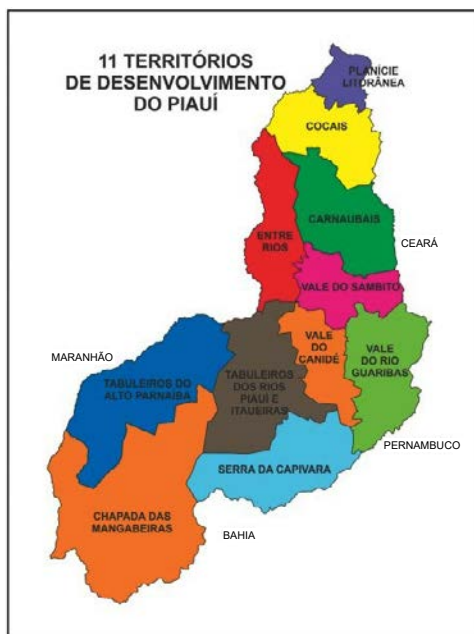 11 TERRITÓRIOS
DE DESENVOLVIMENTO
DO PIAUÍ
PLANÍCIE
LITORÂNEA
COCAIS
CARNAUBAIS
ENTRE
RIOS
CEARÁ
VALE DO SAMBITO
VALE
DO
CANIDÉ
VALE
DO RIO
GUARIBAS
MARANHÃO
TABULEIROS DO
ALTO PARNAÍBA
TABULEIROS
DOS RIOS
PIAUÍ E
ITAUEIRAS
PERNAMBUCO
SERRA DA CAPIVARA
CHAPADA DAS
MANGABEIRAS
BAHIA